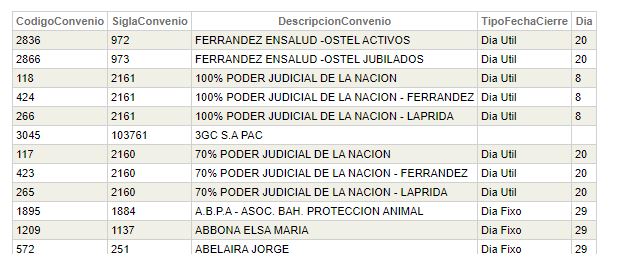 CodigoConvenio SiglaConvenio DescripcionConvenio TipoFechaCierre Dia
2836 972 FERRANDEZ ENSALUD -OSTEL ACTIVOS Dia Util 20
2866 973 FERRANDEZ ENSALUD -OSTEL JUBILADOS Dia Util 20
118 2161 100% PODER JUDICIAL DE LA NACION Dia Util 8
424 2161 100% PODER JUDICIAL DE LA NACION - FERRANDEZ Dia Util 8
266 2161 100% PODER JUDICIAL DE LA NACION - LAPRIDA Dia Util 8
3045 103761 3GC S.A PAC
117 2160 70% PODER JUDICIAL DE LA NACION Dia Util 20
423 2160 70% PODER JUDICIAL DE LA NACION - FERRANDEZ Dia Util 20
265 2160 70% PODER JUDICIAL DE LA NACION - LAPRIDA Dia Util 20
1895 1884 A.B.P.A - ASOC. BAH. PROTECCION ANIMAL Dia Fixo 29
1209 1137 ABBONA ELSA MARIA Dia Fixo 29
572 251 ABELAIRA JORGE Dia Fixo 29